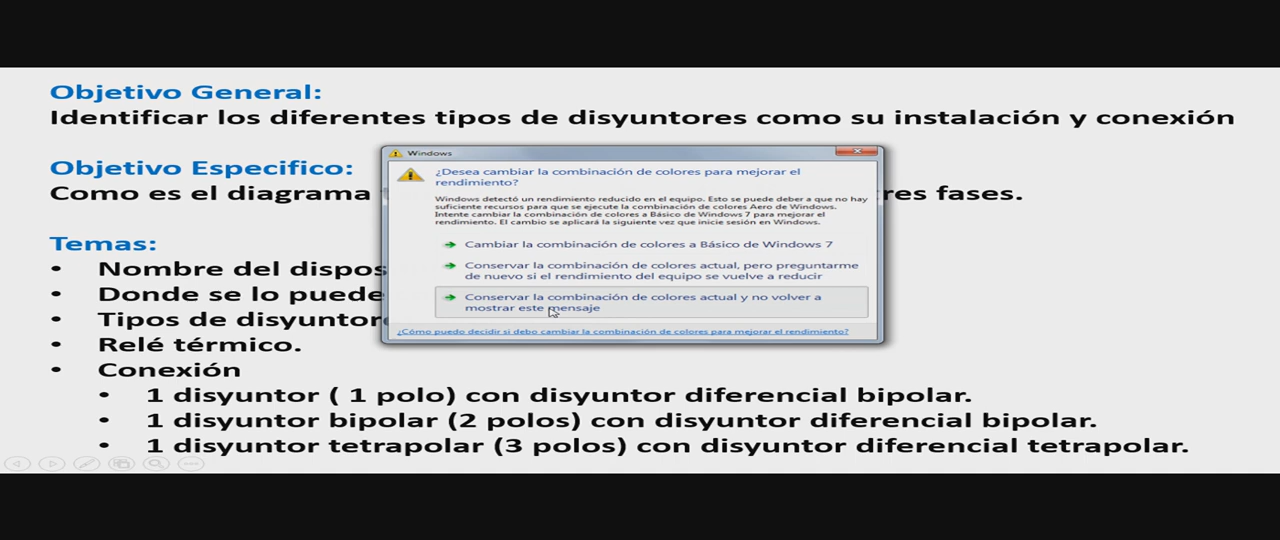 Objetivo General:
Identificar los diferentes tipos de disyuntores como su instalación y conexión
Objetivo Especifico:
Como es el diagrama
tres fases.
Temas:
• Nombre del dispos
• Donde se lo puede
• Tipos de disyuntore
• Relé térmico.
• Conexión
• 1 disyuntor ( 1 polo) con disyuntor diferencial bipolar.
• 1 disyuntor bipolar (2 polos) con disyuntor diferencial bipolar.
• 1 disyuntor tetrapolar (3 polos) con disyuntor diferencial tetrapolar.
Windows
¿Desea cambiar la combinación de colores para mejorar el
rendimiento?
Windows detectó un rendimiento reducido en el equipo. Esto se puede deber a que no hay
suficiente recursos para que se ejecute la combinación de colores Aero de Windows.
Intente cambiar la combinación de colores a Básico de Windows 7 para mejorar el
rendimiento. El cambio se aplicará la siguiente vez que inicie sesión en Windows.
Cambiar la combinación de colores a Básico de Windows 7
Conservar la combinación de colores actual, pero preguntarme
de nuevo si el rendimiento del equipo se vuelve a reducir
Conservar la combinación de colores actual y no volver a
mostrar este mensaje
¿Cómo puedo decidir si debo cambiar la combinación de colores para mejorar el rendimiento?